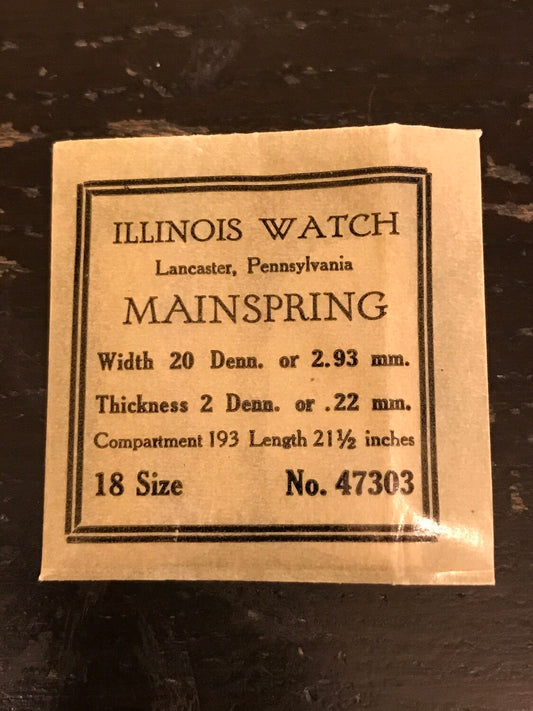 ILLINOIS WATCH
Lancaster, Pennsylvania
MAINSPRING
Width 20 Denn. or 2.93 mm.
Thickness 2 Denn. or .22 mm.
Compartment 193 Length 21½ inches
18 Size No. 47303